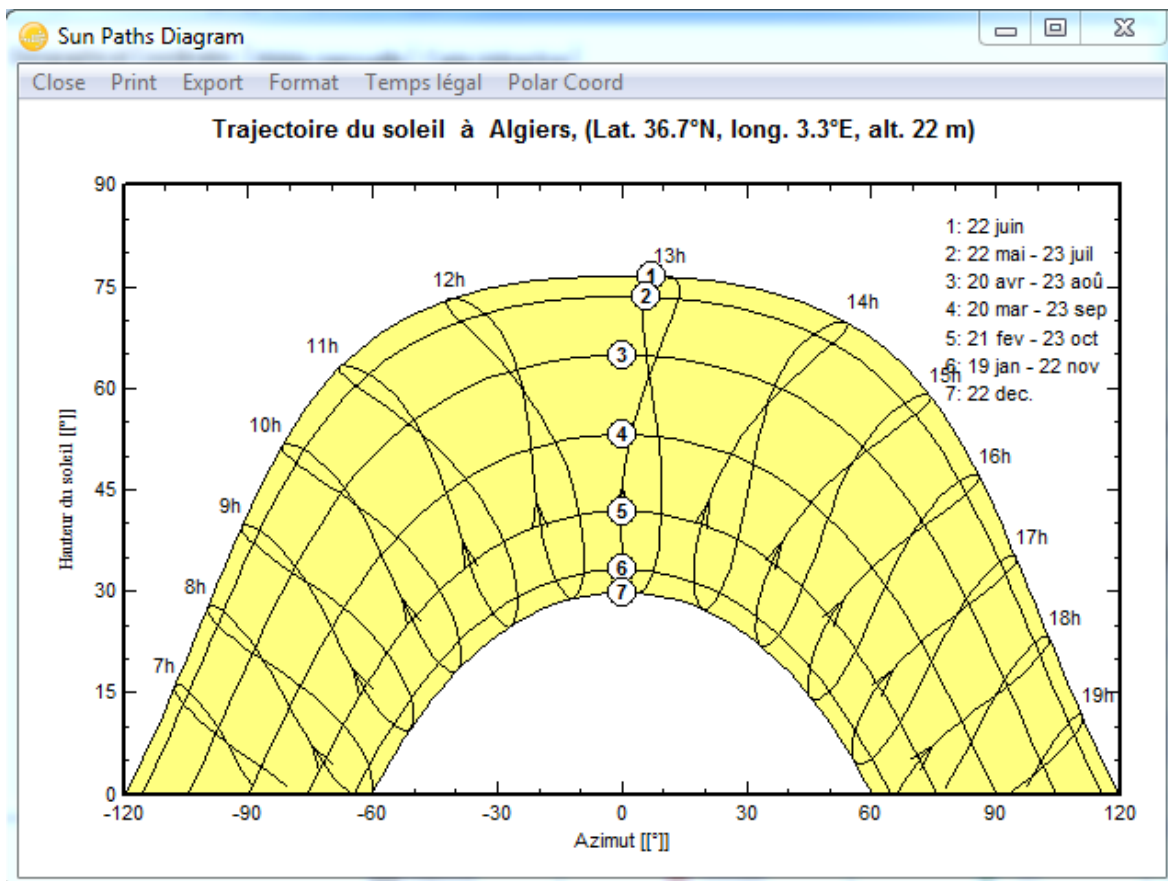 Sun Paths Diagram
Close Print Export Format Temps légal Polar Coord
Trajectoire du soleil à Algiers, (Lat. 36.7°N, long. 3.3°E, alt. 22 m)
90
75
60
45
30
15
0
Hauteur du soleil [[°]]
-120 -90 -60 -30 0 30 60 90 120
Azimut [[°]]
7h
8h
9h
10h
11h
12h
13h
14h
15h
16h
17h
18h
19h
1
2
3
4
5
6
7
1: 22 juin
2: 22 mai - 23 juil
3: 20 avr - 23 aoû
4: 20 mar - 23 sep
5: 21 fev - 23 oct
6: 19 jan - 22 nov
7: 22 dec.